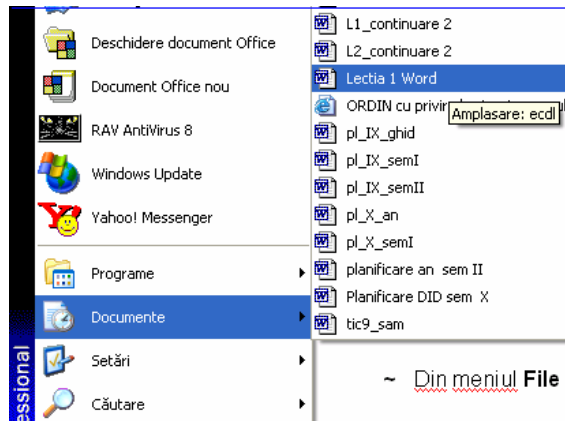 Deschidere document Office
Document Office nou
RAV AntiVirus 8
Windows Update
Yahoo! Messenger
Programe
Documente
Setări
Căutare
essional
L1_continuare 2
L2_continuare 2
Lectia 1 Word
ORDIN cu privir
Amplasare: ecdl
pl_IX_ghid
pl_IX_semI
pl_IX_semII
pl_X_an
pl_X_semI
planificare an sem II
Planificare DID sem X
tic9_sam
~ Din meniul File